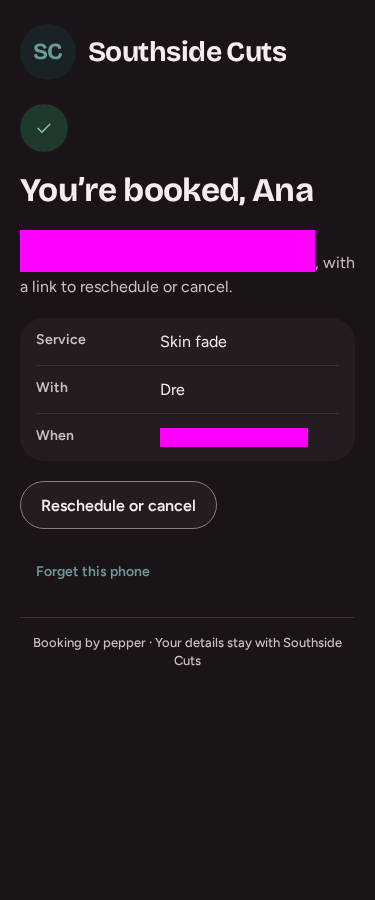 SC
Southside Cuts
You're booked, Ana
, with
a link to reschedule or cancel.
Service
Skin fade
With
Dre
When
Reschedule or cancel
Forget this phone
Booking by pepper · Your details stay with Southside
Cuts